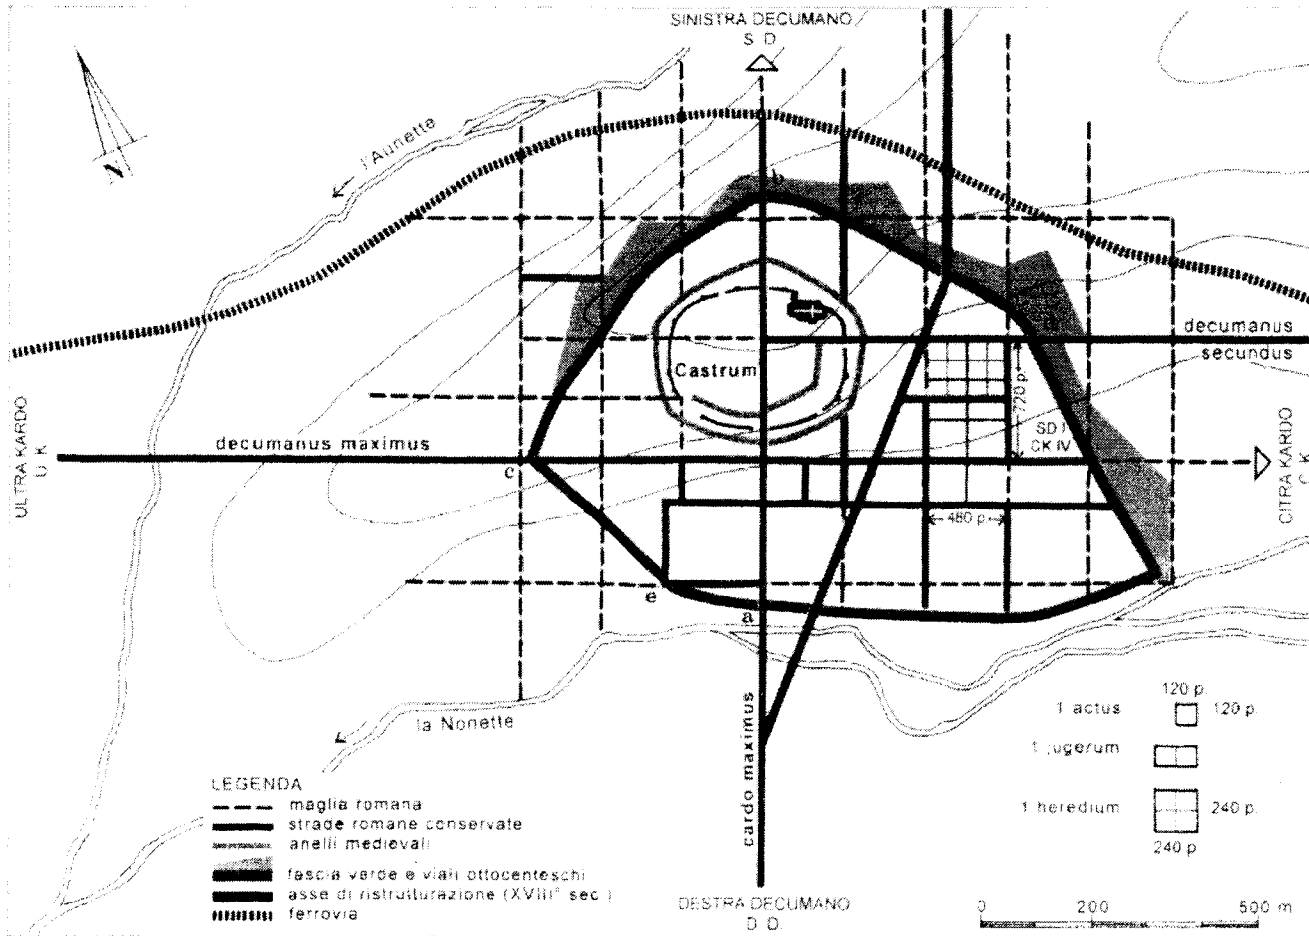 SINISTRA DECUMANO
S D
N
l'Aunette
b
decumanus
secundus
Castrum
720 p.
SD I
CK IV
decumanus maximus
ULTRA KARDO
U K
CITRA KARDO
C K
c
480 p.
e
a
la Nonette
cardo maximus
120 p.
1 actus
120 p.
1 jugerum
1 heredium
240 p.
240 p
LEGENDA
maglia romana
strade romane conservate
anelli medievali
fascia verde e viali ottocenteschi
asse di ristrutturazione (XVIII° sec.)
ferrovia
DESTRA DECUMANO
D D
0 200 500 m